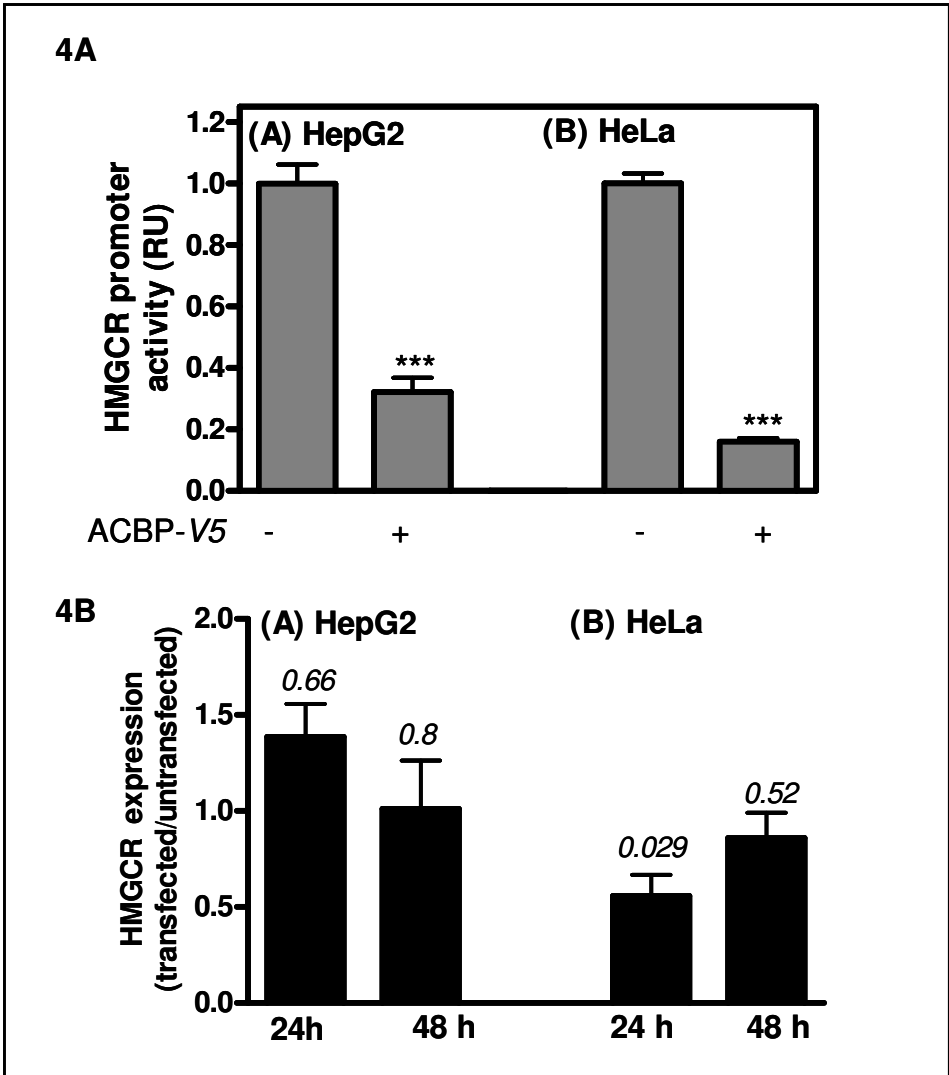 4A
(A) HepG2
(B) HeLa
HMGCR promoter
activity (RU)
1.2
1.0
0.8
0.6
0.4
0.2
0.0
***
***
ACBP-V5 - + - +
4B
(A) HepG2
(B) HeLa
HMGCR expression
(transfected/untransfected)
2.0
1.5
1.0
0.5
0.0
0.66
0.8
0.029
0.52
24h 48 h 24 h 48 h